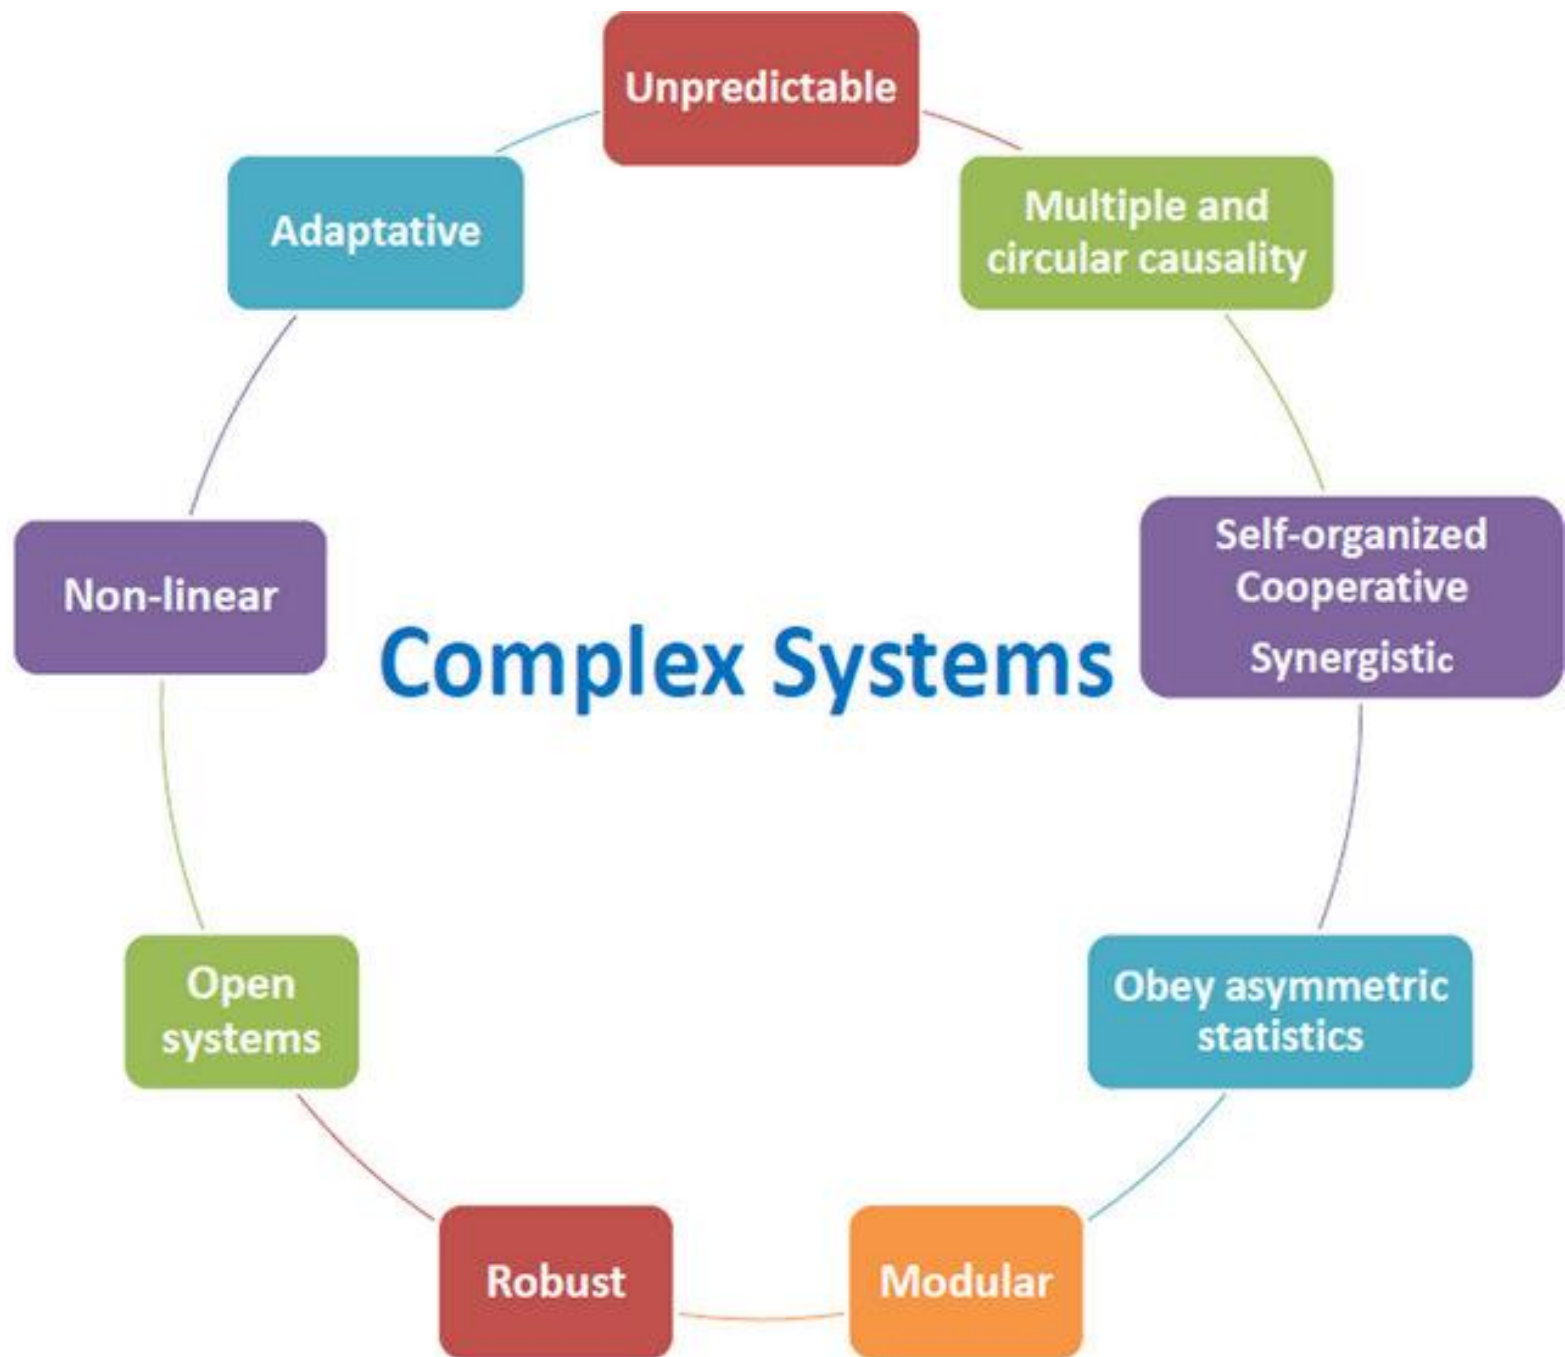 Unpredictable
Multiple and
circular causality
Self-organized
Cooperative
Synergistic
Obey asymmetric
statistics
Modular
Robust
Open
systems
Non-linear
Adaptative
Complex Systems